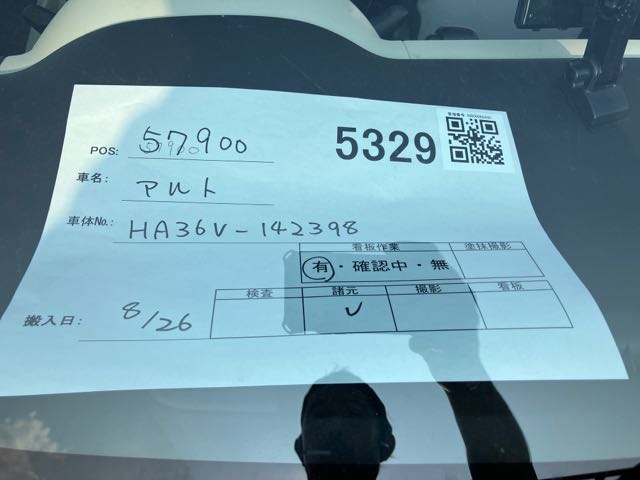 5329
POS: 57900
車名: アルト
車体No.: HA36V-142398
看板作業 塗抹撮影
有・確認中・無
検査 諸元 撮影 看板
搬入日: 8/26 レ